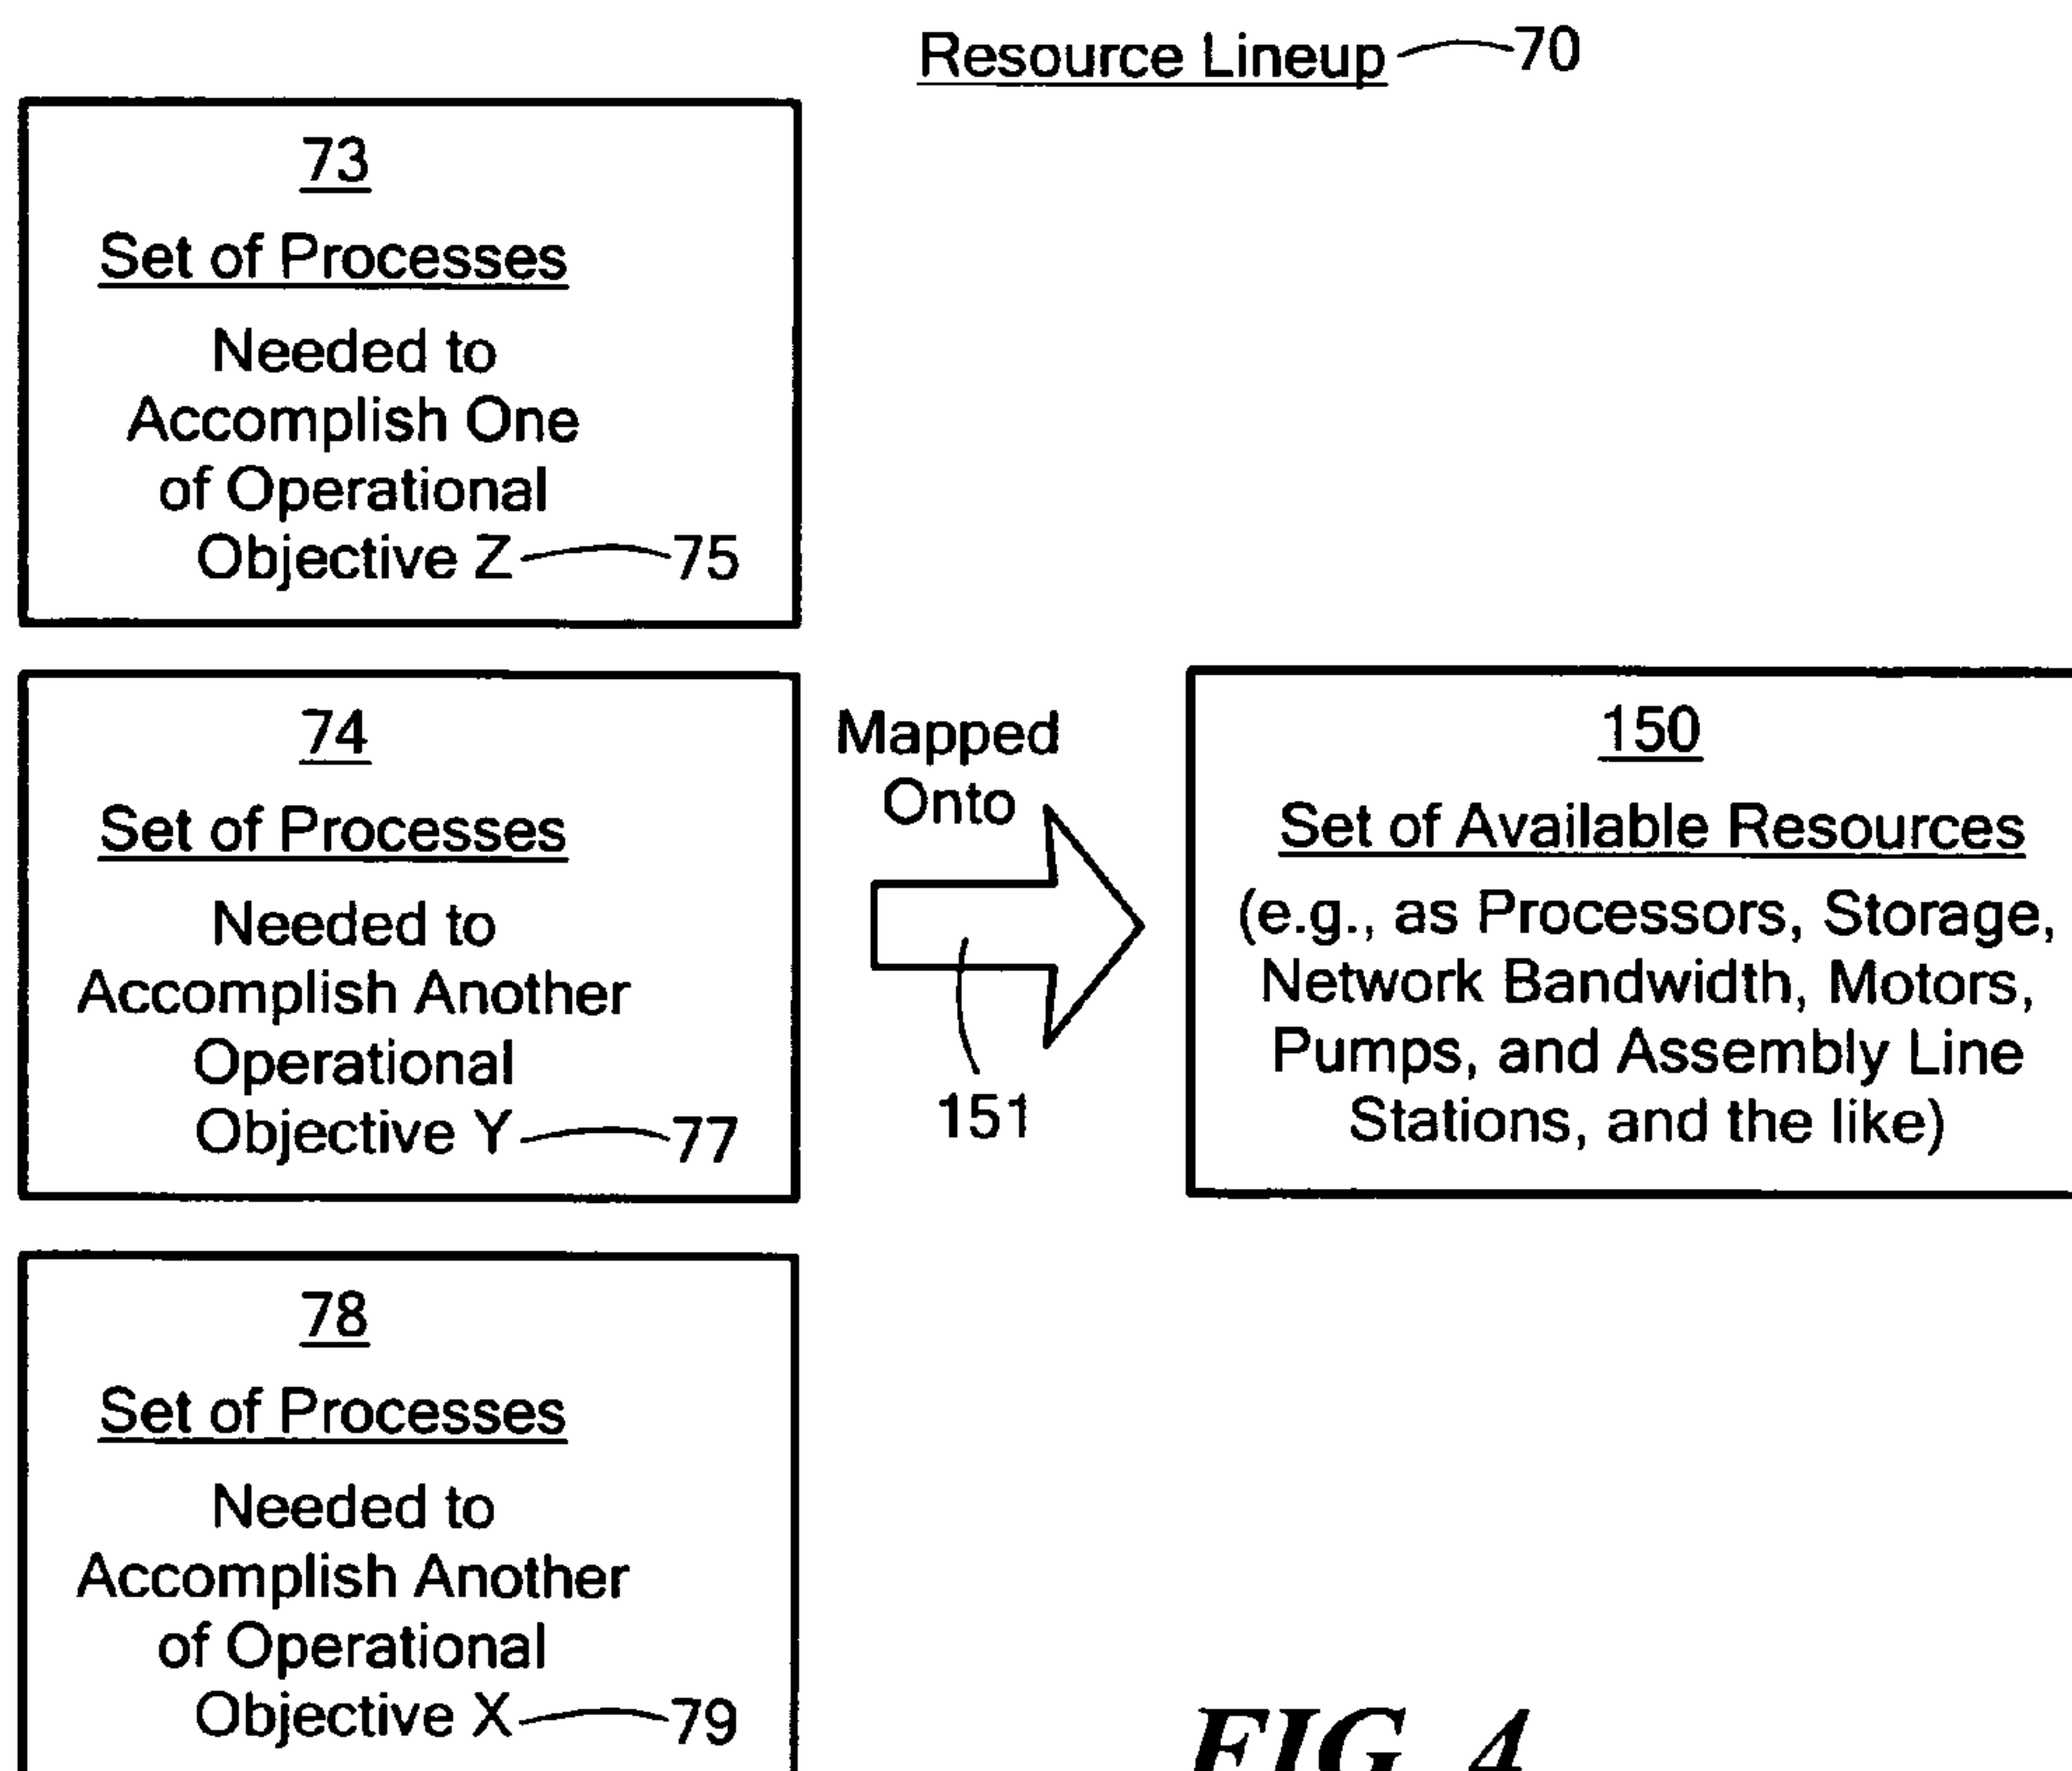 Resource Lineup 70
73
Set of Processes
Needed to
Accomplish One
of Operational
Objective Z 75
74
Set of Processes
Needed to
Accomplish Another
Operational
Objective Y 77
Mapped
Onto
151
150
Set of Available Resources
(e.g., as Processors, Storage,
Network Bandwidth, Motors,
Pumps, and Assembly Line
Stations, and the like)
78
Set of Processes
Needed to
Accomplish Another
of Operational
Objective X 79
FIG. 4